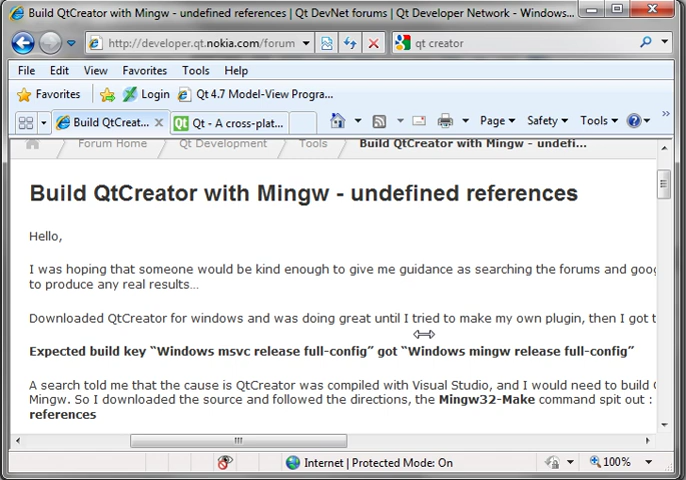 Build QtCreator with Mingw - undefined references | Qt DevNet forums | Qt Developer Network - Windows...
http://developer.qt.nokia.com/forum
qt creator
File Edit View Favorites Tools Help
Favorites Login Qt 4.7 Model-View Progra...
Build QtCreat... Qt - A cross-plat... Page Safety Tools
Forum Home Qt Development Tools Build QtCreator with Mingw - undefi...
Build QtCreator with Mingw - undefined references
Hello,
I was hoping that someone would be kind enough to give me guidance as searching the forums and goog
to produce any real results...
Downloaded QtCreator for windows and was doing great until I tried to make my own plugin, then I got t
Expected build key “Windows msvc release full-config” got “Windows mingw release full-config”
A search told me that the cause is QtCreator was compiled with Visual Studio, and I would need to build
Mingw. So I downloaded the source and followed the directions, the Mingw32-Make command spit out :
references
Internet | Protected Mode: On
100%